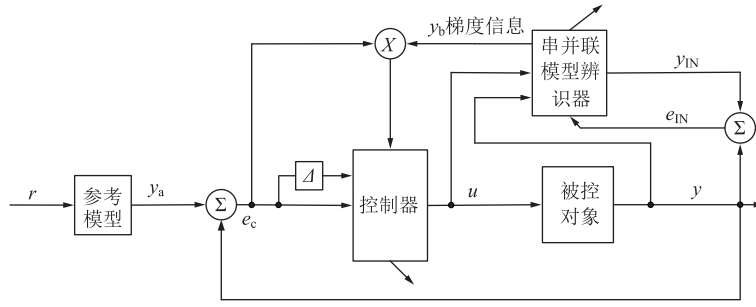 y_b梯度信息
X
串并联
模型辨
识器
y_IN
e_IN
Σ
Δ
r
参考
模型
y_a
Σ
e_c
控制器
u
被控
对象
y